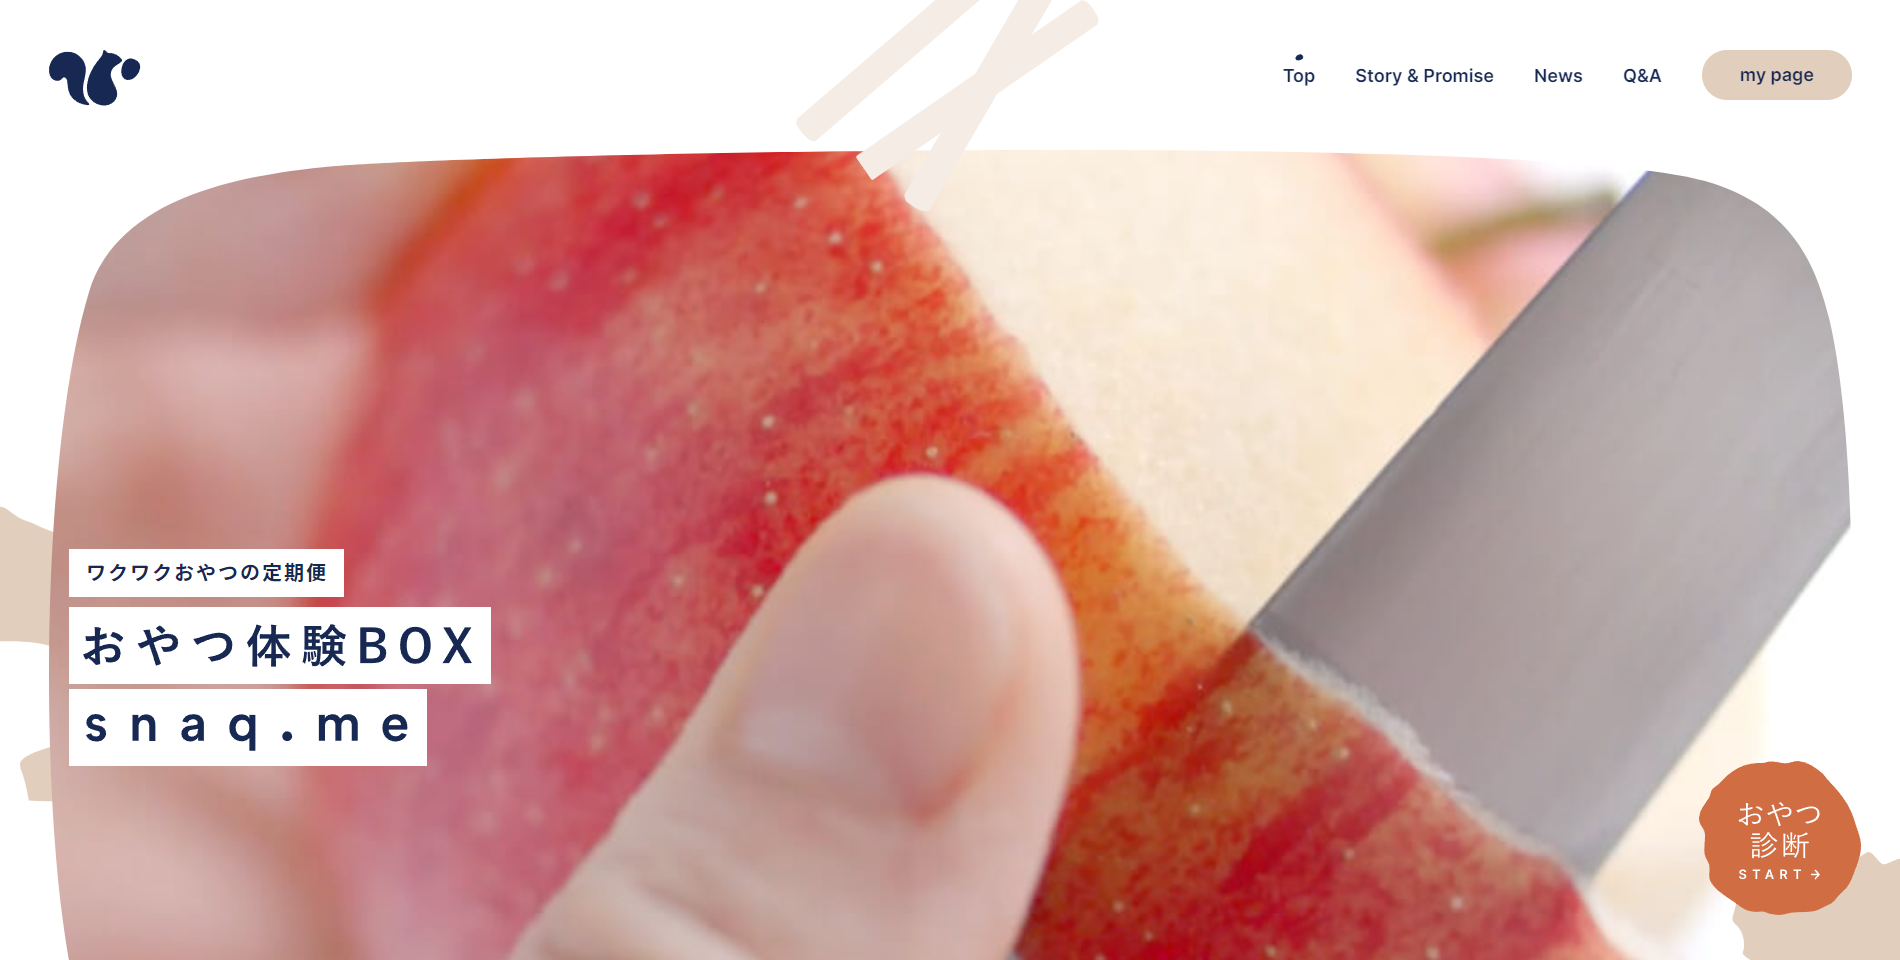 Top
Story & Promise
News
Q&A
my page
ワクワクおやつの定期便
おやつ体験BOX
snaq.me
おやつ
診断
START →